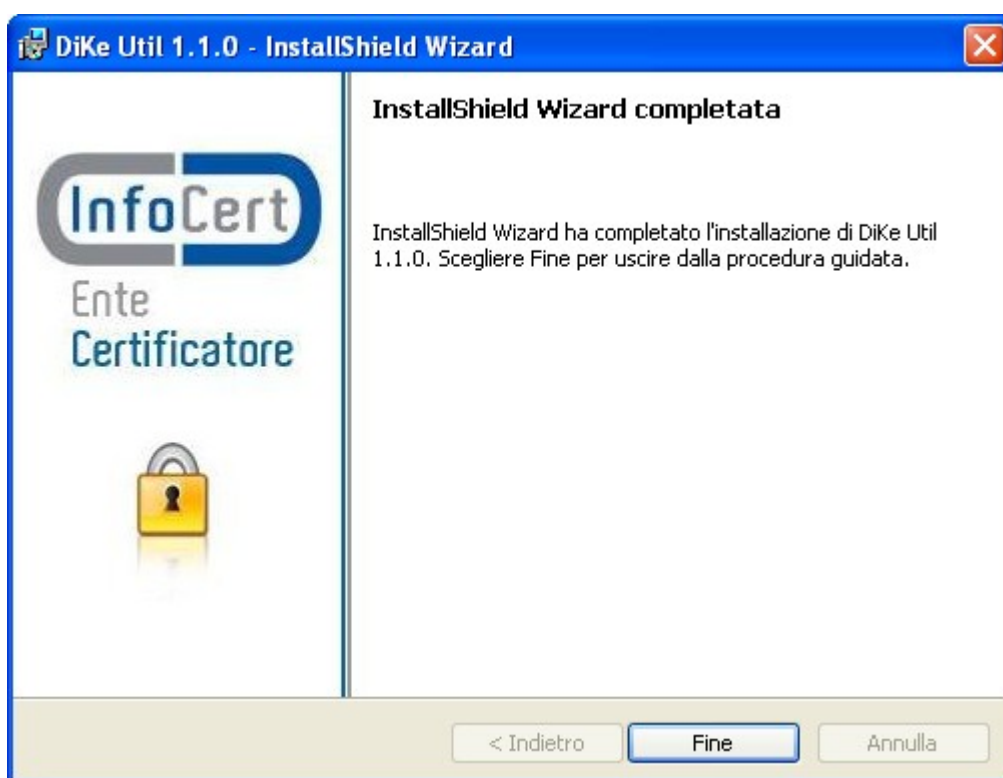 DiKe Util 1.1.0 - InstallShield Wizard
InfoCert
Ente
Certificatore
InstallShield Wizard completata
InstallShield Wizard ha completato l'installazione di DiKe Util
1.1.0. Scegliere Fine per uscire dalla procedura guidata.
< Indietro
Fine
Annulla